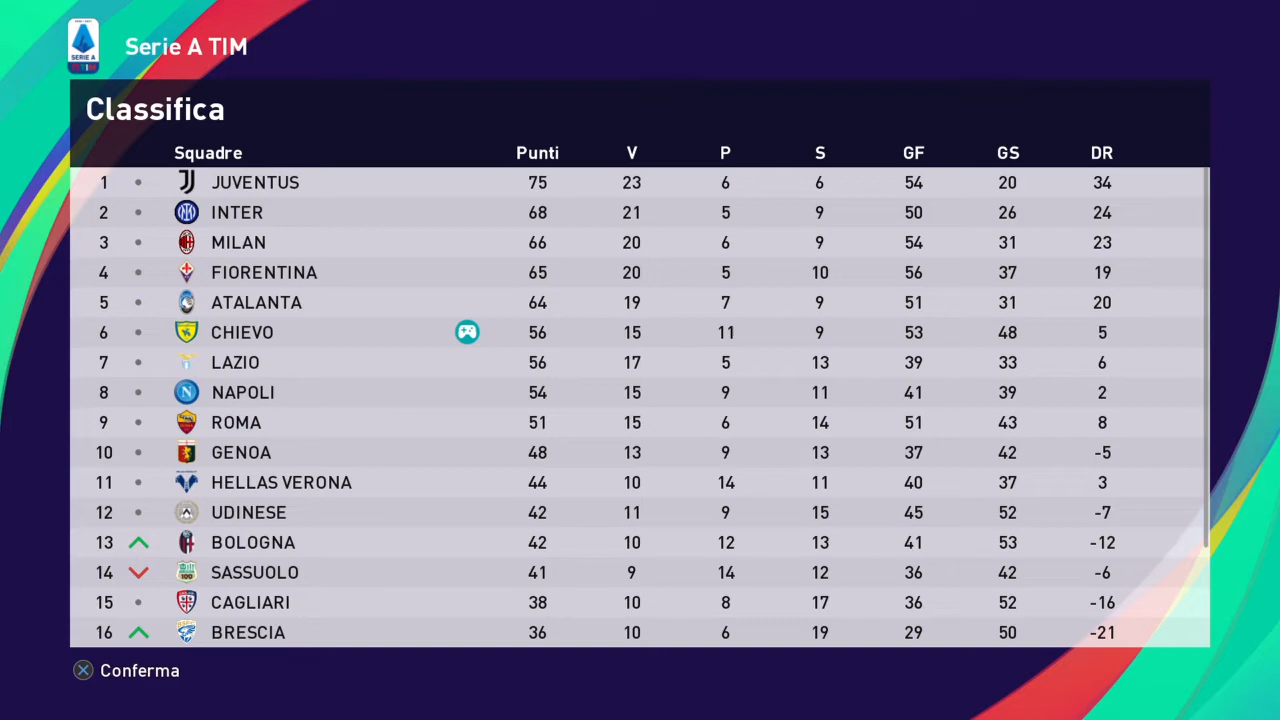 SERIE A
TIM
Serie A TIM
Classifica
Squadre Punti V P S GF GS DR
1 JUVENTUS 75 23 6 6 54 20 34
2 INTER 68 21 5 9 50 26 24
3 MILAN 66 20 6 9 54 31 23
4 FIORENTINA 65 20 5 10 56 37 19
5 ATALANTA 64 19 7 9 51 31 20
6 CHIEVO 56 15 11 9 53 48 5
7 LAZIO 56 17 5 13 39 33 6
8 NAPOLI 54 15 9 11 41 39 2
9 ROMA 51 15 6 14 51 43 8
10 GENOA 48 13 9 13 37 42 -5
11 HELLAS VERONA 44 10 14 11 40 37 3
12 UDINESE 42 11 9 15 45 52 -7
13 BOLOGNA 42 10 12 13 41 53 -12
14 SASSUOLO 41 9 14 12 36 42 -6
15 CAGLIARI 38 10 8 17 36 52 -16
16 BRESCIA 36 10 6 19 29 50 -21
Conferma